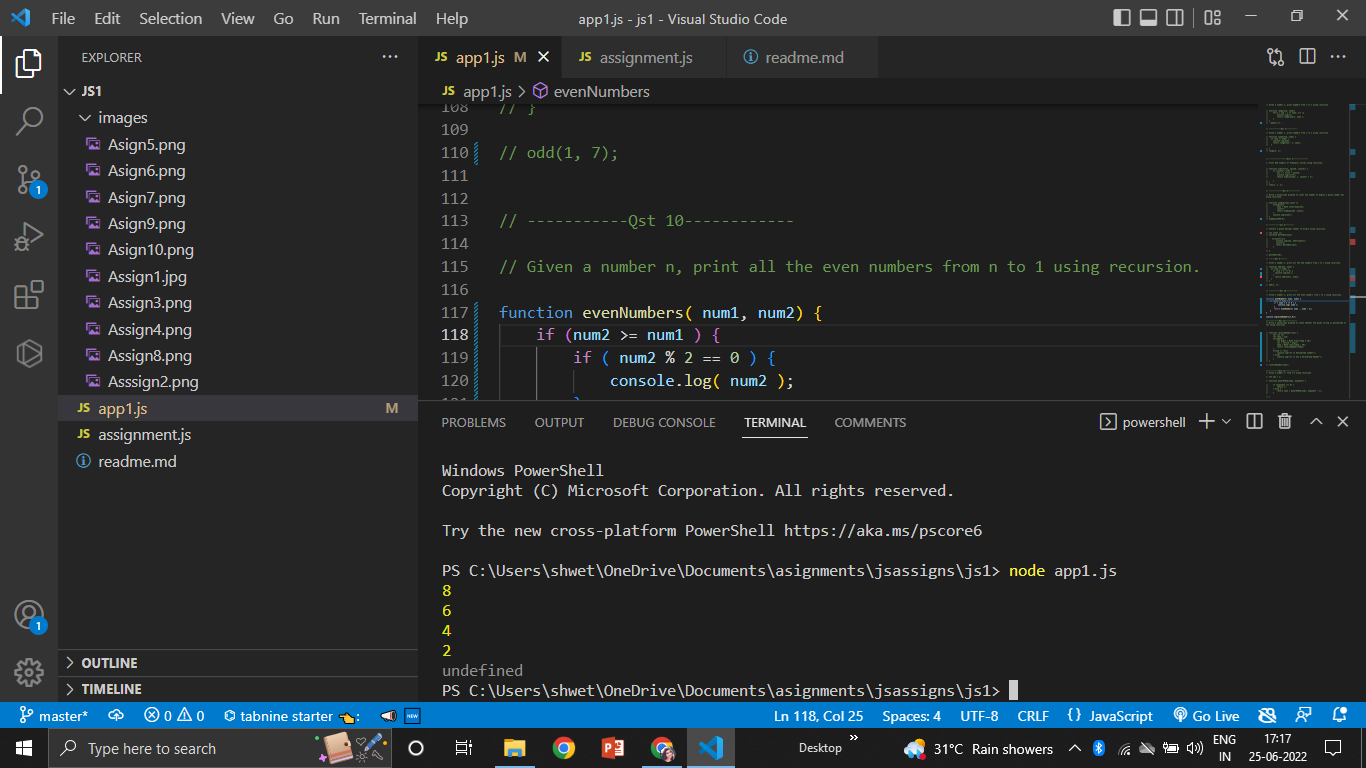 File Edit Selection View Go Run Terminal Help app1.js - js1 - Visual Studio Code
EXPLORER
JS1
images
Asign5.png
Asign6.png
Asign7.png
Asign9.png
Asign10.png
Assign1.jpg
Assign3.png
Assign4.png
Assign8.png
Asssign2.png
JS app1.js M
JS assignment.js
readme.md
OUTLINE
TIMELINE
1
1
JS app1.js M JS assignment.js readme.md
JS app1.js > evenNumbers
108 // }
109
110 // odd(1, 7);
111
112
113 // -----------Qst 10------------
114
115 // Given a number n, print all the even numbers from n to 1 using recursion.
116
117 function evenNumbers( num1, num2) {
118 if (num2 >= num1 ) {
119 if ( num2 % 2 == 0 ) {
120 console.log( num2 );
PROBLEMS OUTPUT DEBUG CONSOLE TERMINAL COMMENTS powershell
Windows PowerShell
Copyright (C) Microsoft Corporation. All rights reserved.
Try the new cross-platform PowerShell https://aka.ms/pscore6
PS C:\Users\shwet\OneDrive\Documents\asignments\jsassigns\js1> node app1.js
8
6
4
2
undefined
PS C:\Users\shwet\OneDrive\Documents\asignments\jsassigns\js1>
master* 0 0 tabnine starter NEW Ln 118, Col 25 Spaces: 4 UTF-8 CRLF {} JavaScript Go Live
Type here to search Desktop 31°C Rain showers ENG IN 17:17 25-06-2022